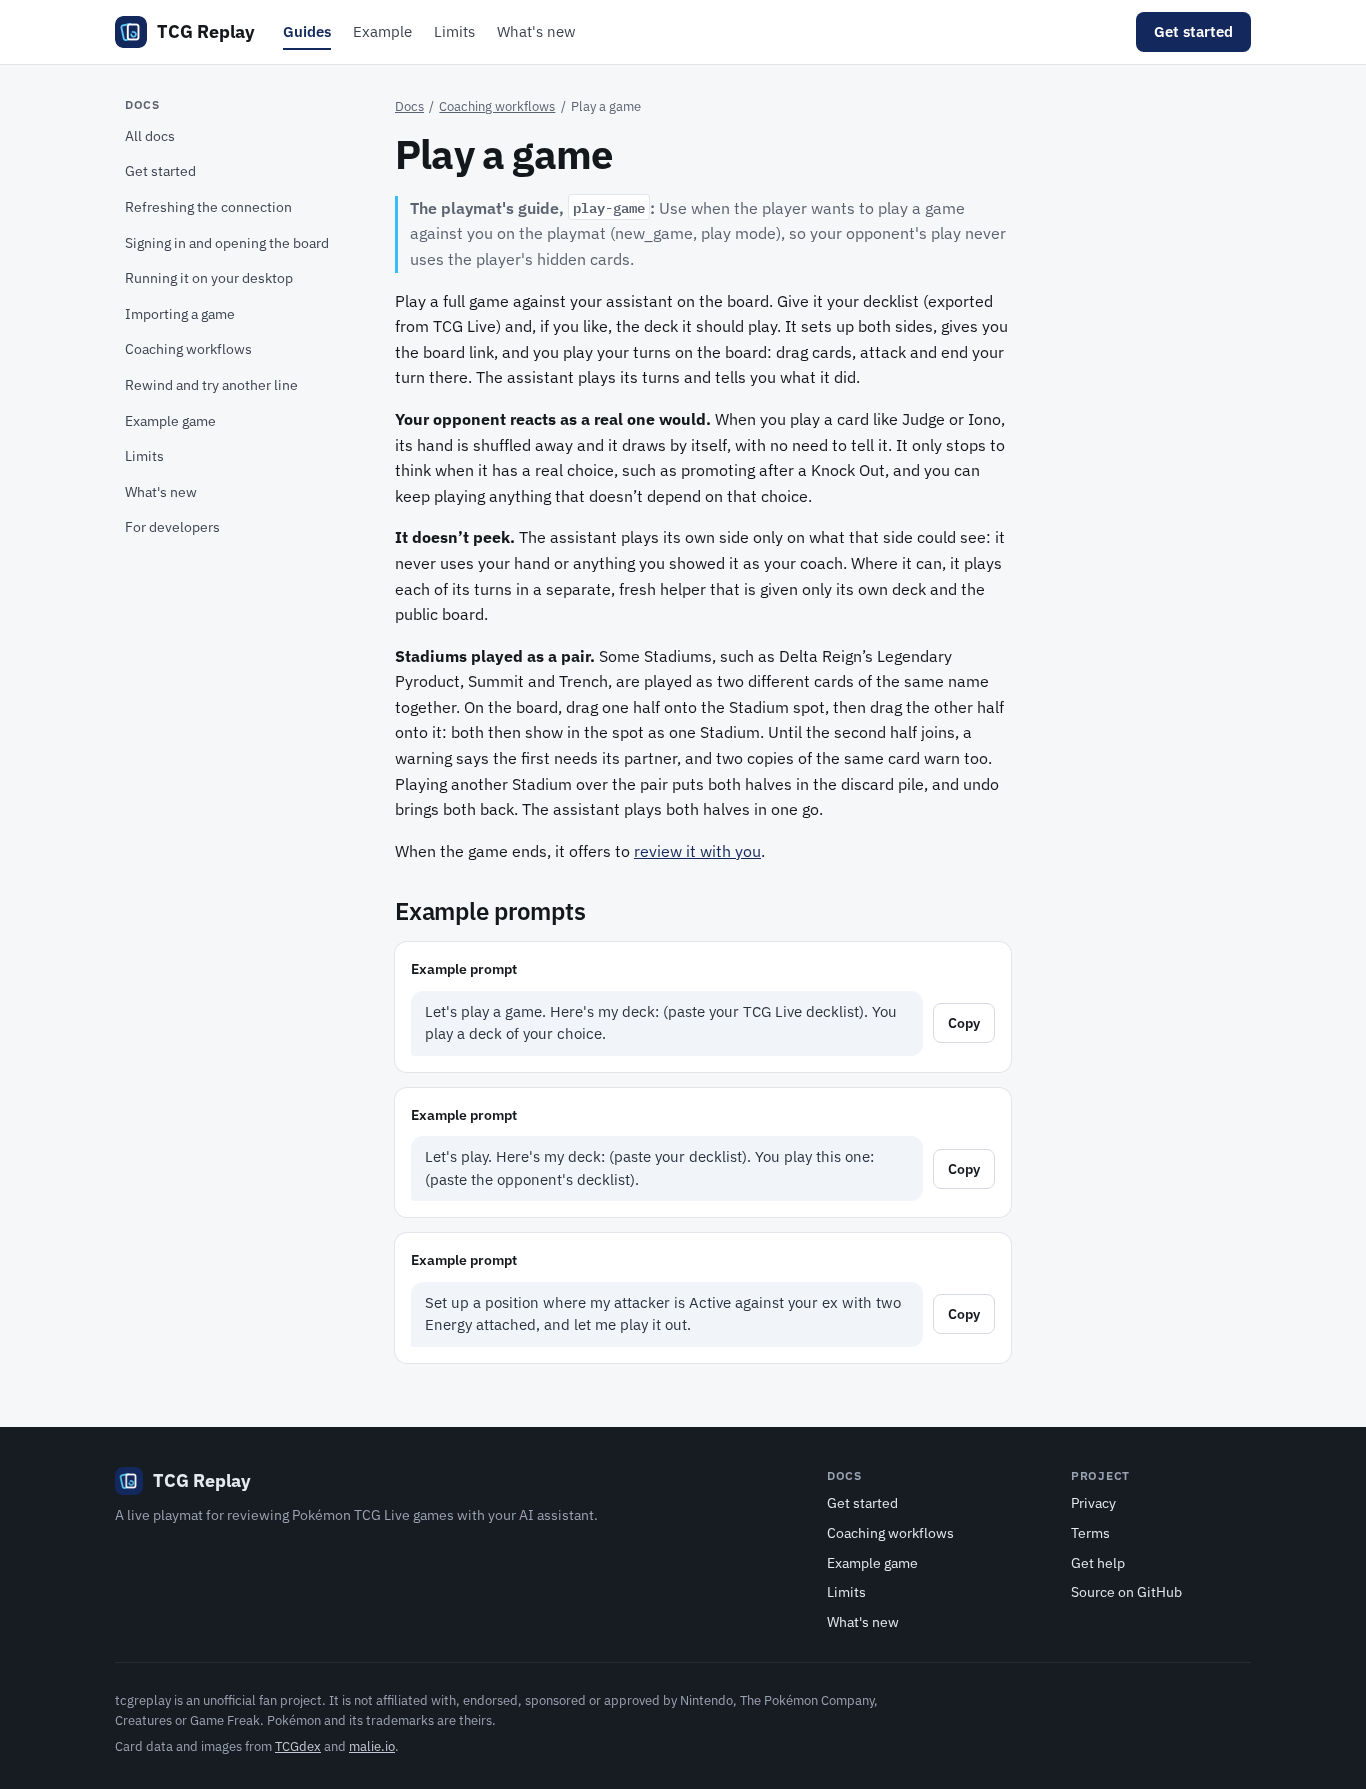 TCG Replay
Guides
Example
Limits
What's new
Get started
DOCS
All docs
Get started
Refreshing the connection
Signing in and opening the board
Running it on your desktop
Importing a game
Coaching workflows
Rewind and try another line
Example game
Limits
What's new
For developers
Docs / Coaching workflows / Play a game
Play a game
The playmat's guide, play-game: Use when the player wants to play a game
against you on the playmat (new_game, play mode), so your opponent's play never
uses the player's hidden cards.
Play a full game against your assistant on the board. Give it your decklist (exported
from TCG Live) and, if you like, the deck it should play. It sets up both sides, gives you
the board link, and you play your turns on the board: drag cards, attack and end your
turn there. The assistant plays its turns and tells you what it did.
Your opponent reacts as a real one would. When you play a card like Judge or Iono,
its hand is shuffled away and it draws by itself, with no need to tell it. It only stops to
think when it has a real choice, such as promoting after a Knock Out, and you can
keep playing anything that doesn’t depend on that choice.
It doesn’t peek. The assistant plays its own side only on what that side could see: it
never uses your hand or anything you showed it as your coach. Where it can, it plays
each of its turns in a separate, fresh helper that is given only its own deck and the
public board.
Stadiums played as a pair. Some Stadiums, such as Delta Reign’s Legendary
Pyroduct, Summit and Trench, are played as two different cards of the same name
together. On the board, drag one half onto the Stadium spot, then drag the other half
onto it: both then show in the spot as one Stadium. Until the second half joins, a
warning says the first needs its partner, and two copies of the same card warn too.
Playing another Stadium over the pair puts both halves in the discard pile, and undo
brings both back. The assistant plays both halves in one go.
When the game ends, it offers to review it with you.
Example prompts
Example prompt
Let's play a game. Here's my deck: (paste your TCG Live decklist). You
play a deck of your choice.
Copy
Example prompt
Let's play. Here's my deck: (paste your decklist). You play this one:
(paste the opponent's decklist).
Copy
Example prompt
Set up a position where my attacker is Active against your ex with two
Energy attached, and let me play it out.
Copy
TCG Replay
A live playmat for reviewing Pokémon TCG Live games with your AI assistant.
DOCS
Get started
Coaching workflows
Example game
Limits
What's new
PROJECT
Privacy
Terms
Get help
Source on GitHub
tcgreplay is an unofficial fan project. It is not affiliated with, endorsed, sponsored or approved by Nintendo, The Pokémon Company,
Creatures or Game Freak. Pokémon and its trademarks are theirs.
Card data and images from TCGdex and malie.io.